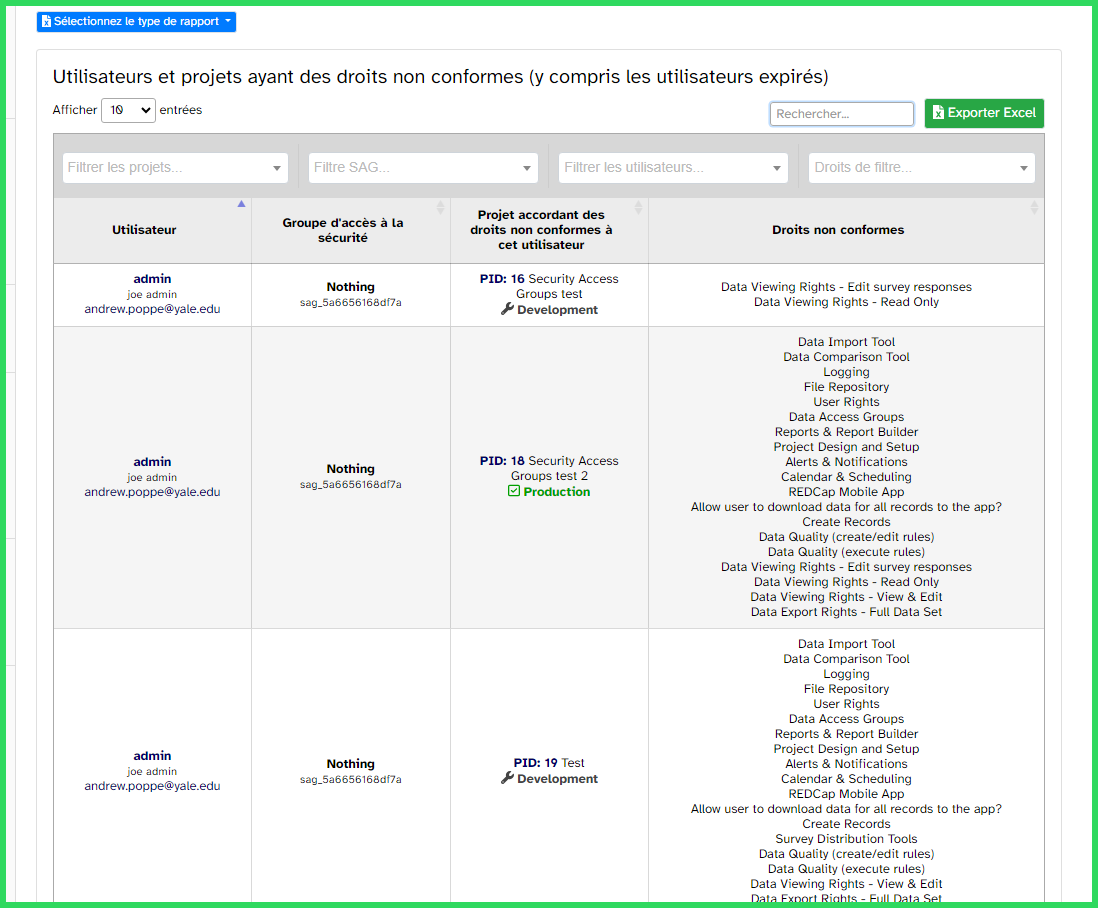 Sélectionnez le type de rapport
Utilisateurs et projets ayant des droits non conformes (y compris les utilisateurs expirés)
Afficher 10 entrées
Rechercher...
Exporter Excel
Filtrer les projets...
Filtre SAG...
Filtrer les utilisateurs...
Droits de filtre...
Utilisateur
Groupe d'accès à la
sécurité
Projet accordant des
droits non conformes à
cet utilisateur
Droits non conformes
admin
joe admin
andrew.poppe@yale.edu
Nothing
sag_5a6656168df7a
PID: 16 Security Access
Groups test
Development
Data Viewing Rights - Edit survey responses
Data Viewing Rights - Read Only
admin
joe admin
andrew.poppe@yale.edu
Nothing
sag_5a6656168df7a
PID: 18 Security Access
Groups test 2
Production
Data Import Tool
Data Comparison Tool
Logging
File Repository
User Rights
Data Access Groups
Reports & Report Builder
Project Design and Setup
Alerts & Notifications
Calendar & Scheduling
REDCap Mobile App
Allow user to download data for all records to the app?
Create Records
Data Quality (create/edit rules)
Data Quality (execute rules)
Data Viewing Rights - Edit survey responses
Data Viewing Rights - Read Only
Data Viewing Rights - View & Edit
Data Export Rights - Full Data Set
admin
joe admin
andrew.poppe@yale.edu
Nothing
sag_5a6656168df7a
PID: 19 Test
Development
Data Import Tool
Data Comparison Tool
Logging
File Repository
User Rights
Data Access Groups
Reports & Report Builder
Project Design and Setup
Alerts & Notifications
Calendar & Scheduling
REDCap Mobile App
Allow user to download data for all records to the app?
Create Records
Survey Distribution Tools
Data Quality (create/edit rules)
Data Quality (execute rules)
Data Viewing Rights - View & Edit
Data Export Rights - Full Data Set